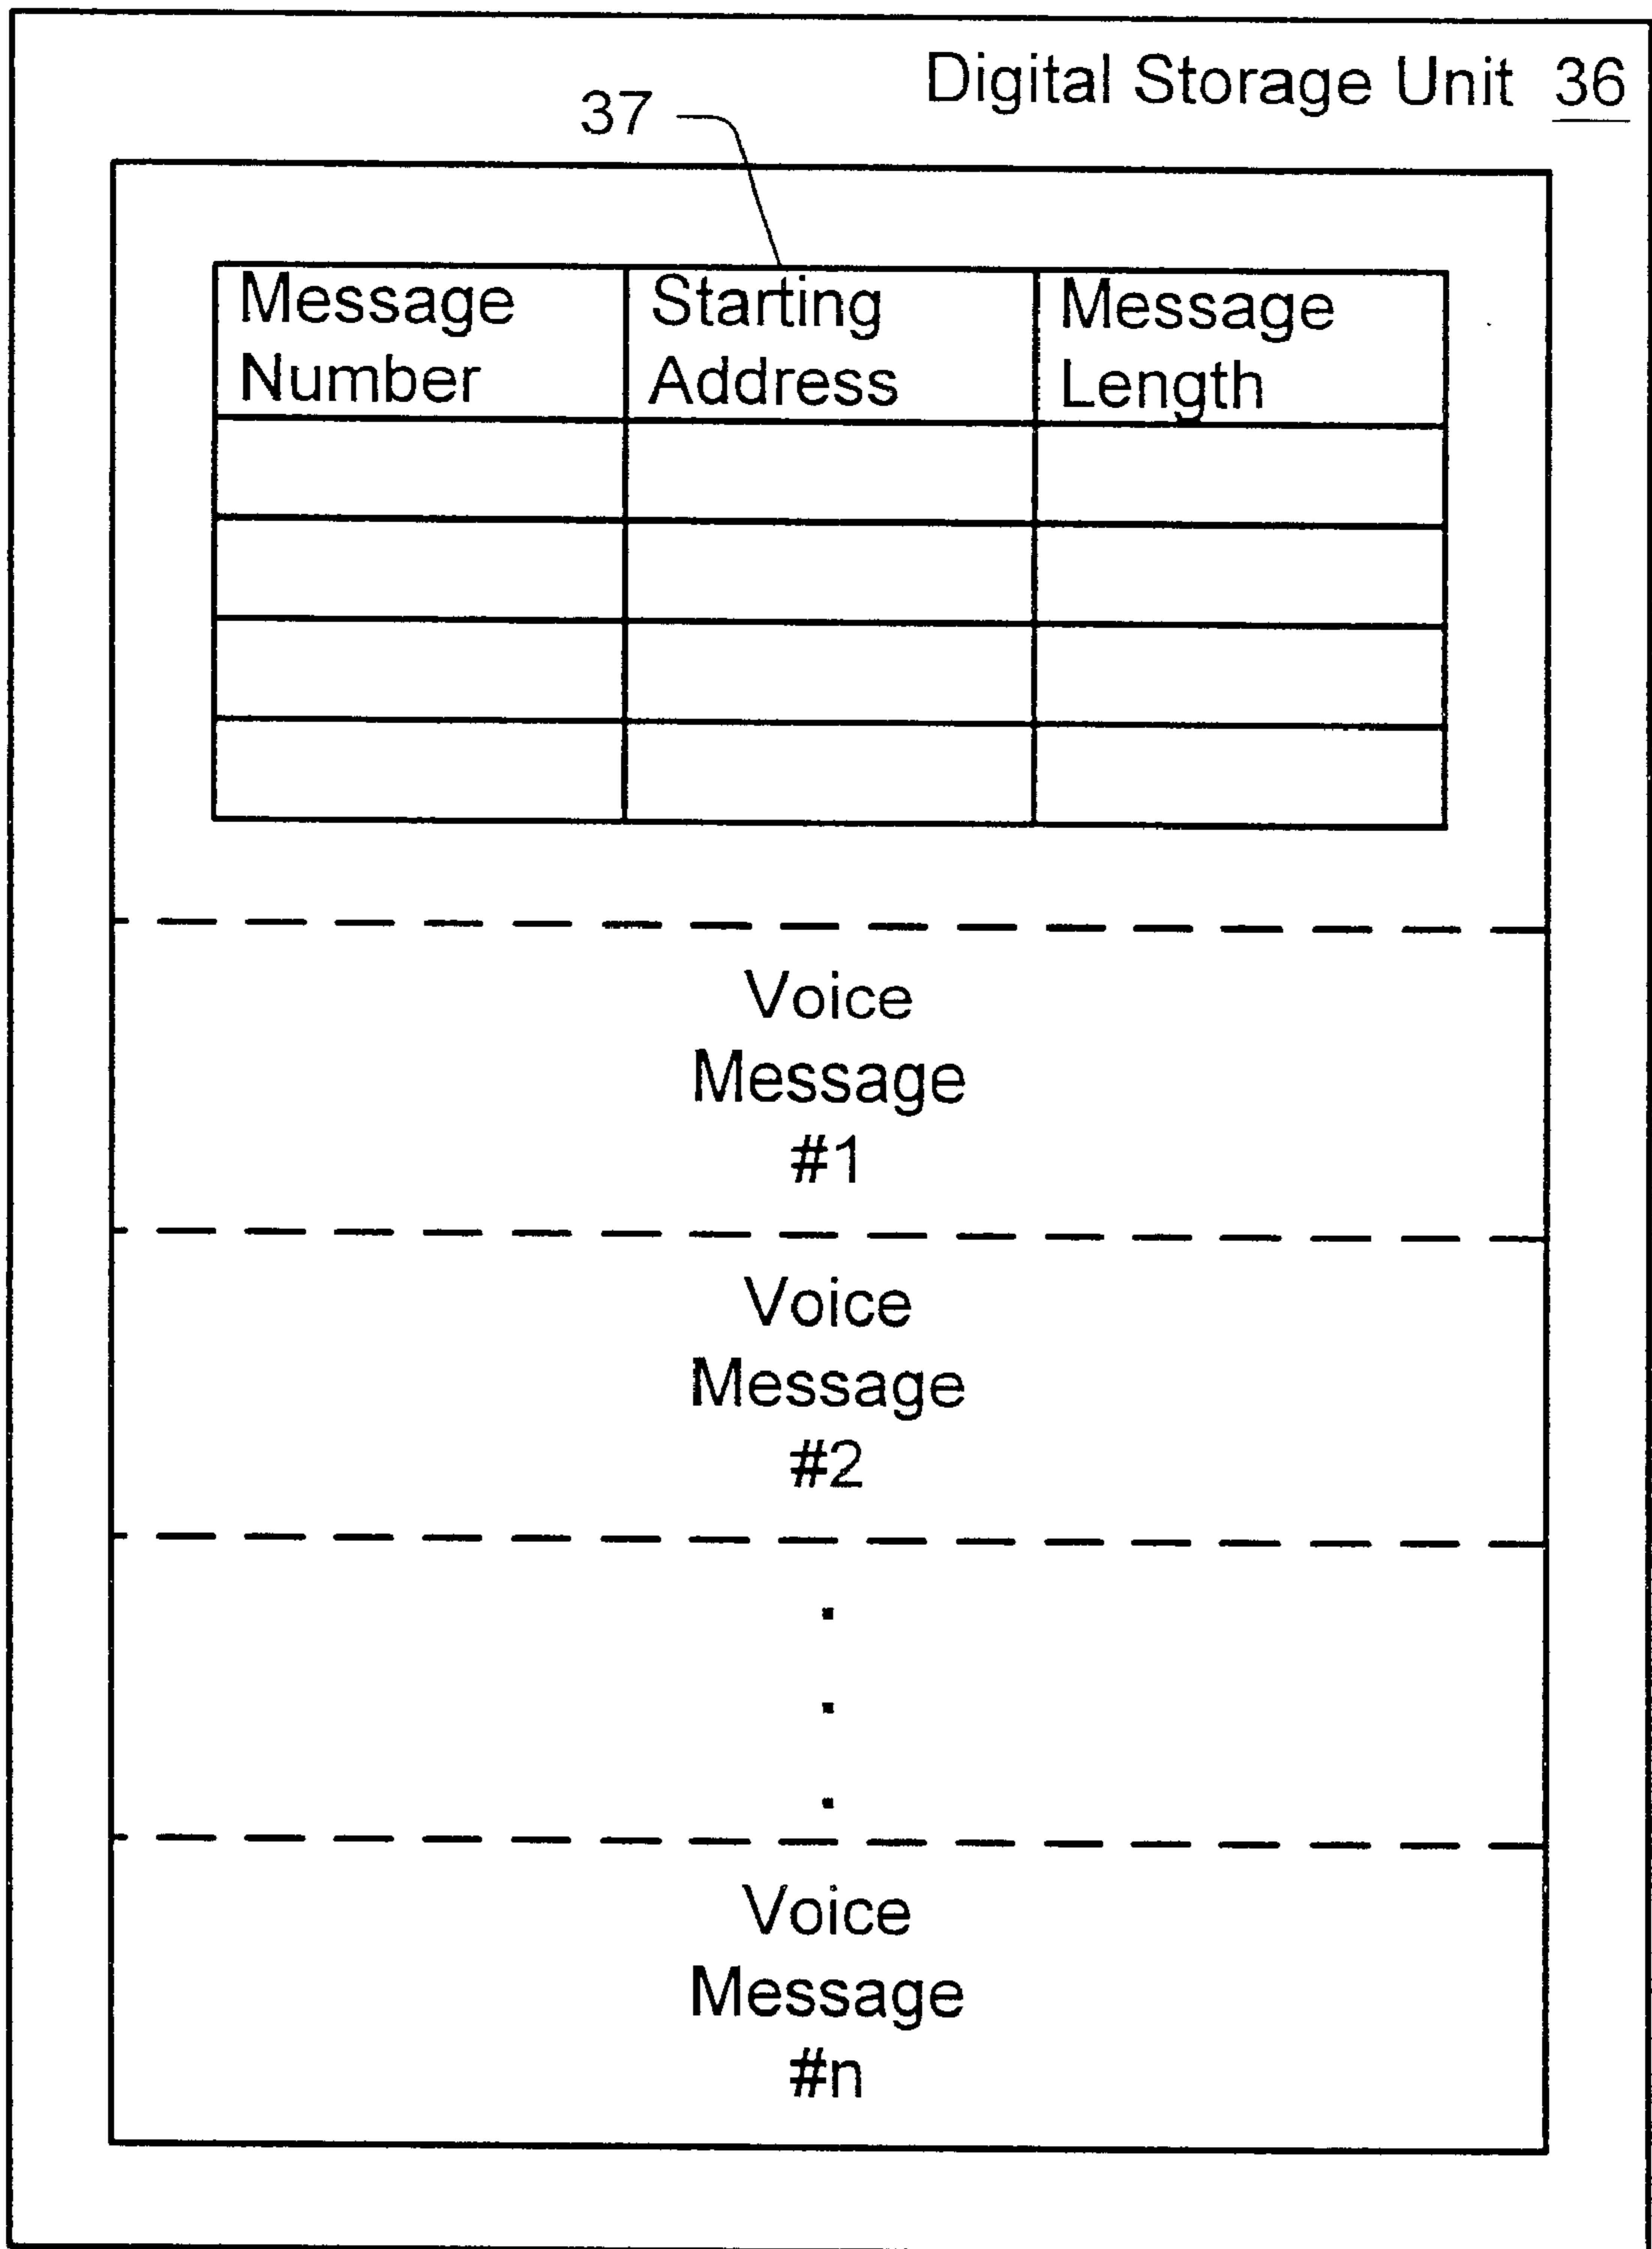 Digital Storage Unit 36
37
Message Number
Starting Address
Message Length
Voice
Message
#1
Voice
Message
#2
.
.
.
Voice
Message
#n